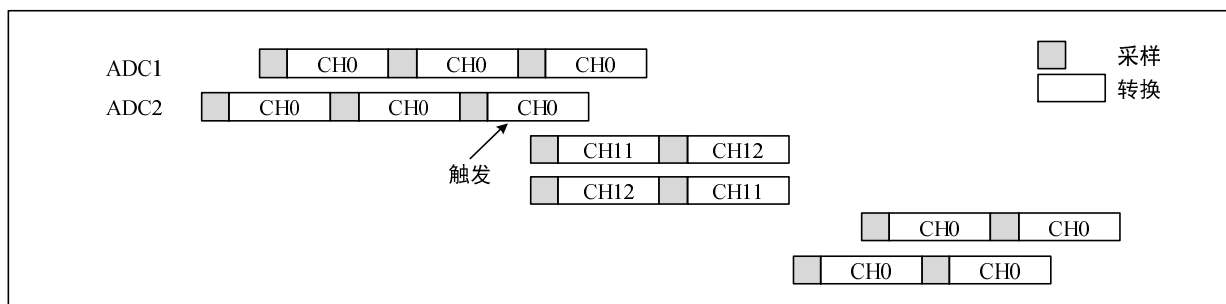 ADC1 CH0 CH0 CH0
采样
ADC2 CH0 CH0 CH0
转换
触发
CH11 CH12
CH12 CH11
CH0 CH0
CH0 CH0